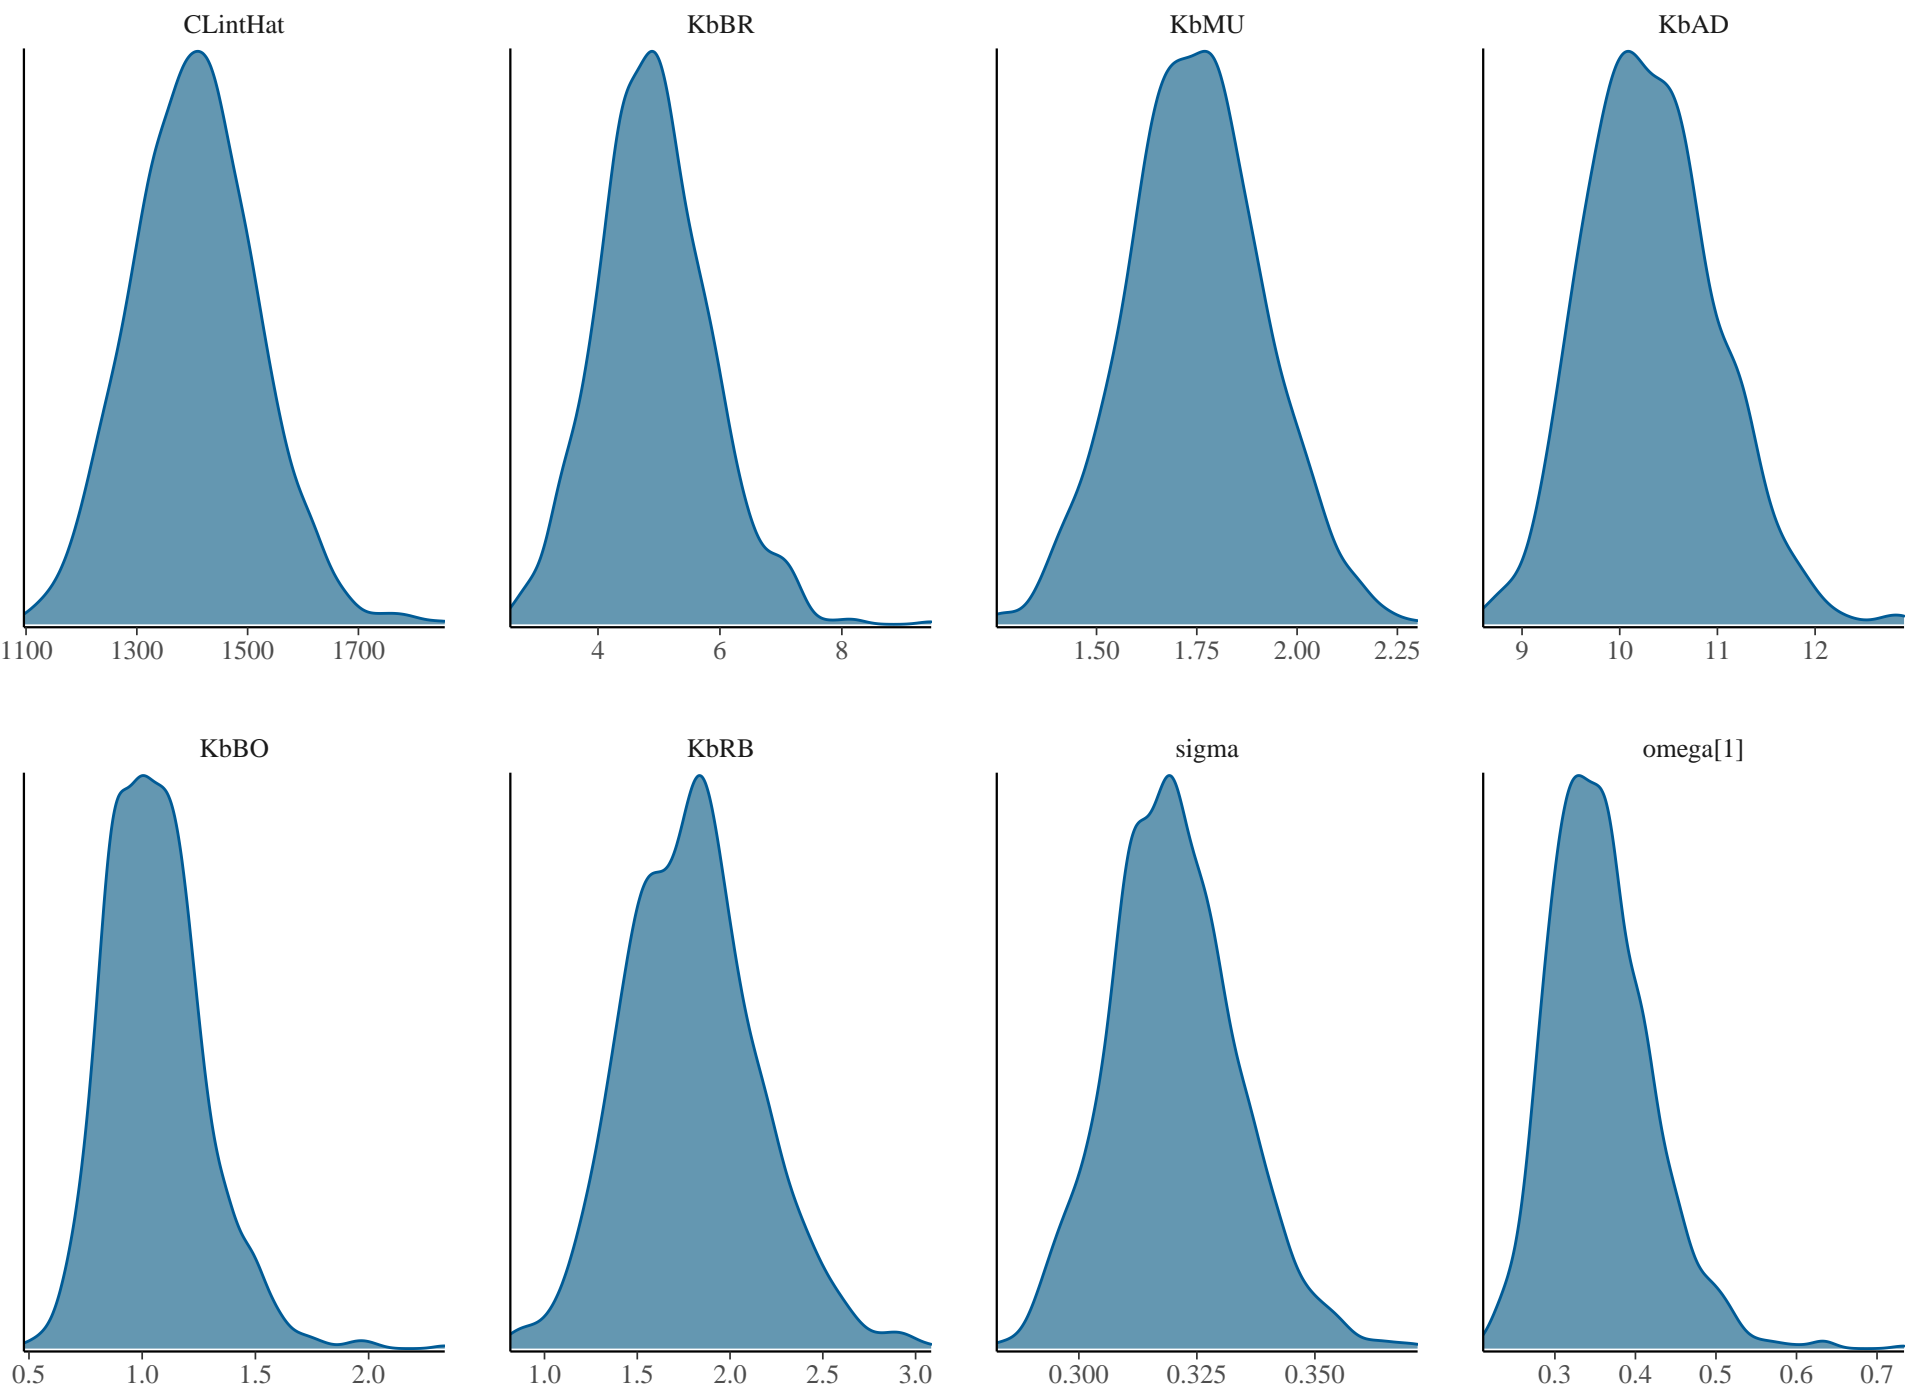 CLintHat KbBR KbMU KbAD
1100 1300 1500 1700 4 6 8 1.50 1.75 2.00 2.25 9 10 11 12
KbBO KbRB sigma omega[1]
0.5 1.0 1.5 2.0 1.0 1.5 2.0 2.5 3.0 0.300 0.325 0.350 0.3 0.4 0.5 0.6 0.7